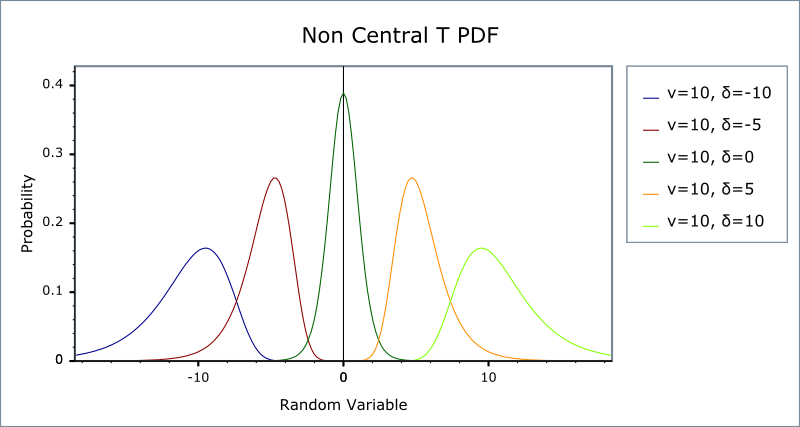 Non Central T PDF
0.4
0.3
0.2
0.1
0
-10
0
10
Probability
Random Variable
v=10, δ=-10
v=10, δ=-5
v=10, δ=0
v=10, δ=5
v=10, δ=10